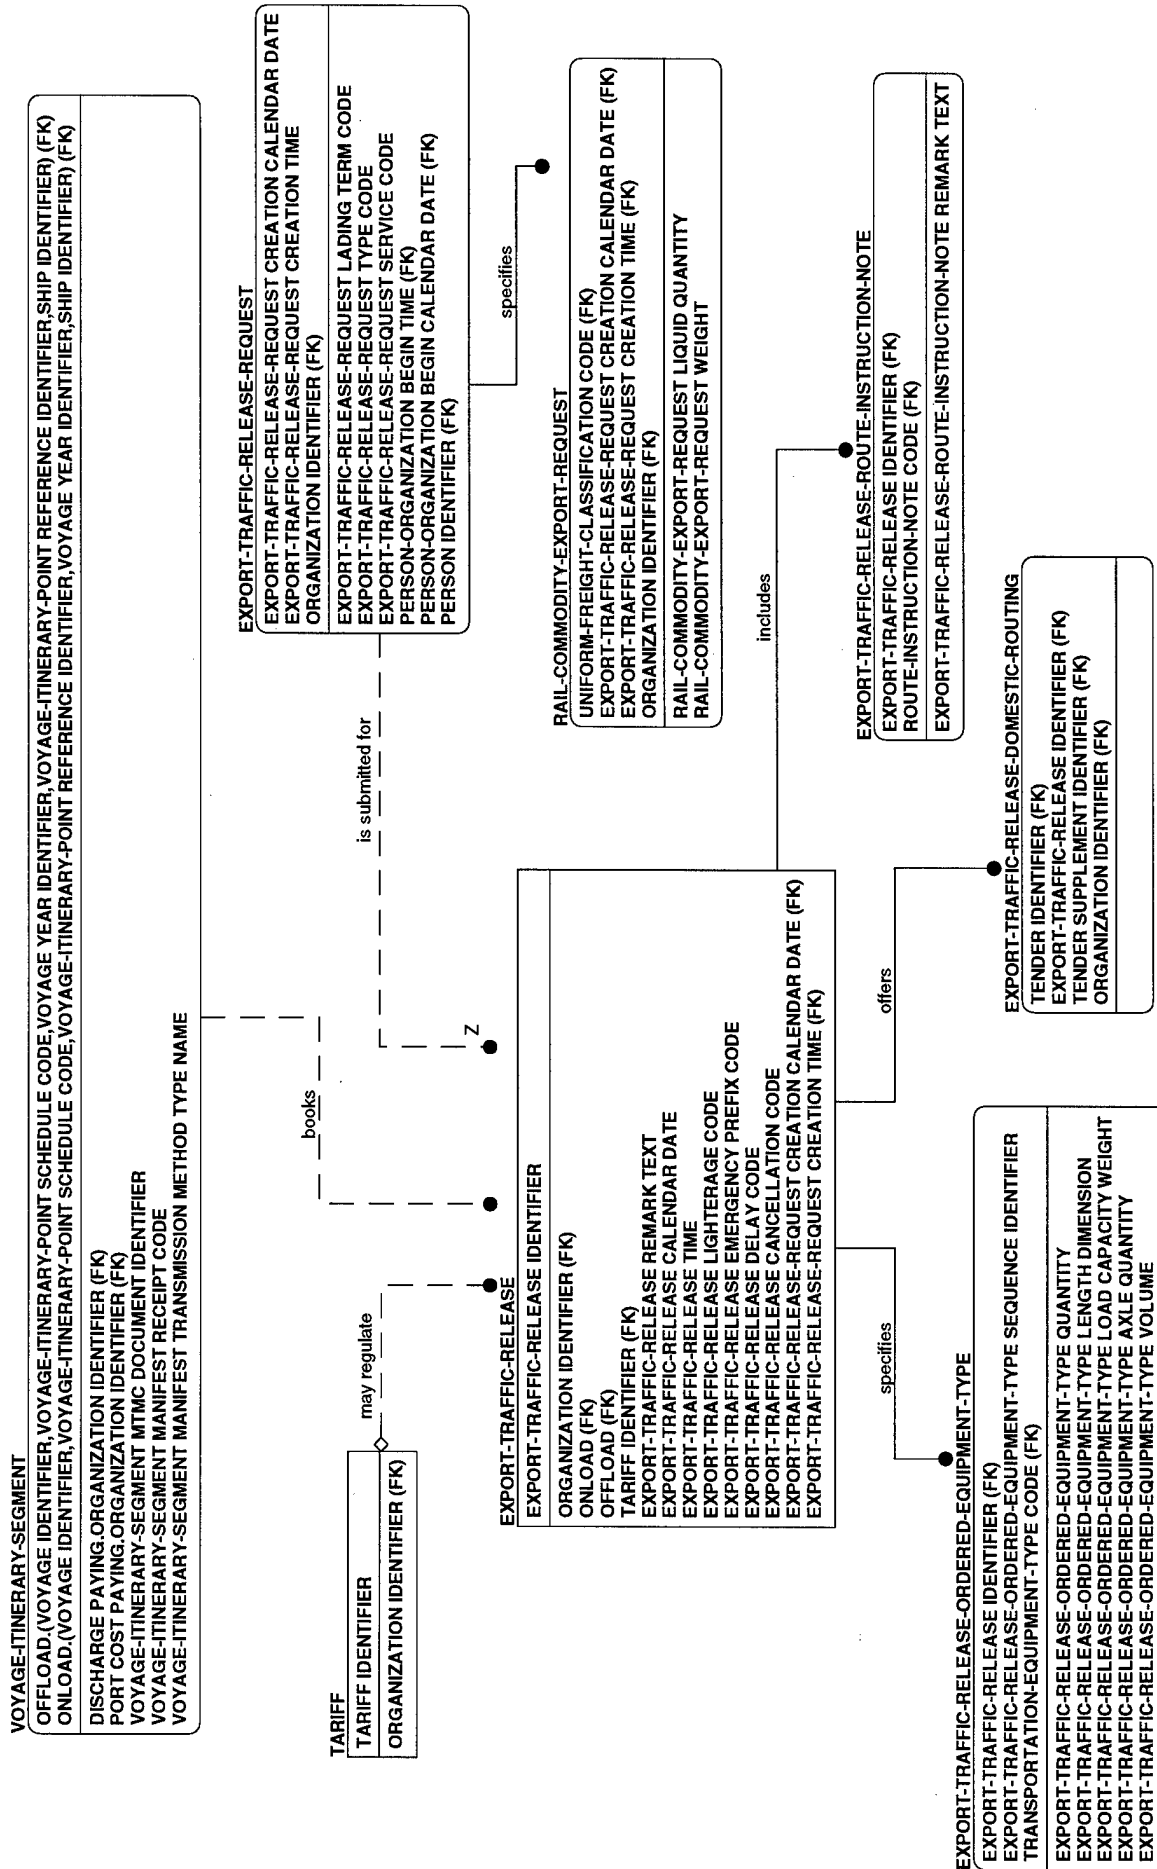 VOYAGE-ITINERARY-SEGMENT
OFFLOAD.(VOYAGE IDENTIFIER,VOYAGE-ITINERARY-POINT SCHEDULE CODE,VOYAGE YEAR IDENTIFIER,VOYAGE-ITINERARY-POINT REFERENCE IDENTIFIER,SHIP IDENTIFIER) (FK)
ONLOAD.(VOYAGE IDENTIFIER,VOYAGE-ITINERARY-POINT SCHEDULE CODE,VOYAGE-ITINERARY-POINT REFERENCE IDENTIFIER,VOYAGE YEAR IDENTIFIER,SHIP IDENTIFIER) (FK)
DISCHARGE PAYING.ORGANIZATION IDENTIFIER (FK)
PORT COST PAYING.ORGANIZATION IDENTIFIER (FK)
VOYAGE-ITINERARY-SEGMENT MTMC DOCUMENT IDENTIFIER
VOYAGE-ITINERARY-SEGMENT MANIFEST RECEIPT CODE
VOYAGE-ITINERARY-SEGMENT MANIFEST TRANSMISSION METHOD TYPE NAME
books
TARIFF
TARIFF IDENTIFIER
ORGANIZATION IDENTIFIER (FK)
may regulate
EXPORT-TRAFFIC-RELEASE-REQUEST
EXPORT-TRAFFIC-RELEASE-REQUEST CREATION CALENDAR DATE
EXPORT-TRAFFIC-RELEASE-REQUEST CREATION TIME
ORGANIZATION IDENTIFIER (FK)
EXPORT-TRAFFIC-RELEASE-REQUEST LADING TERM CODE
EXPORT-TRAFFIC-RELEASE-REQUEST TYPE CODE
EXPORT-TRAFFIC-RELEASE-REQUEST SERVICE CODE
PERSON-ORGANIZATION BEGIN TIME (FK)
PERSON-ORGANIZATION BEGIN CALENDAR DATE (FK)
PERSON IDENTIFIER (FK)
is submitted for
Z
specifies
EXPORT-TRAFFIC-RELEASE
EXPORT-TRAFFIC-RELEASE IDENTIFIER
ORGANIZATION IDENTIFIER (FK)
ONLOAD (FK)
OFFLOAD (FK)
TARIFF IDENTIFIER (FK)
EXPORT-TRAFFIC-RELEASE REMARK TEXT
EXPORT-TRAFFIC-RELEASE CALENDAR DATE
EXPORT-TRAFFIC-RELEASE TIME
EXPORT-TRAFFIC-RELEASE LIGHTERAGE CODE
EXPORT-TRAFFIC-RELEASE EMERGENCY PREFIX CODE
EXPORT-TRAFFIC-RELEASE DELAY CODE
EXPORT-TRAFFIC-RELEASE CANCELLATION CODE
EXPORT-TRAFFIC-RELEASE-REQUEST CREATION CALENDAR DATE (FK)
EXPORT-TRAFFIC-RELEASE-REQUEST CREATION TIME (FK)
RAIL-COMMODITY-EXPORT-REQUEST
UNIFORM-FREIGHT-CLASSIFICATION CODE (FK)
EXPORT-TRAFFIC-RELEASE-REQUEST CREATION CALENDAR DATE (FK)
EXPORT-TRAFFIC-RELEASE-REQUEST CREATION TIME (FK)
ORGANIZATION IDENTIFIER (FK)
RAIL-COMMODITY-EXPORT-REQUEST LIQUID QUANTITY
RAIL-COMMODITY-EXPORT-REQUEST WEIGHT
includes
EXPORT-TRAFFIC-RELEASE-ROUTE-INSTRUCTION-NOTE
EXPORT-TRAFFIC-RELEASE IDENTIFIER (FK)
ROUTE-INSTRUCTION-NOTE CODE (FK)
EXPORT-TRAFFIC-RELEASE-ROUTE-INSTRUCTION-NOTE REMARK TEXT
specifies
offers
EXPORT-TRAFFIC-RELEASE-ORDERED-EQUIPMENT-TYPE
EXPORT-TRAFFIC-RELEASE IDENTIFIER (FK)
EXPORT-TRAFFIC-RELEASE-ORDERED-EQUIPMENT-TYPE SEQUENCE IDENTIFIER
TRANSPORTATION-EQUIPMENT-TYPE CODE (FK)
EXPORT-TRAFFIC-RELEASE-ORDERED-EQUIPMENT-TYPE QUANTITY
EXPORT-TRAFFIC-RELEASE-ORDERED-EQUIPMENT-TYPE LENGTH DIMENSION
EXPORT-TRAFFIC-RELEASE-ORDERED-EQUIPMENT-TYPE LOAD CAPACITY WEIGHT
EXPORT-TRAFFIC-RELEASE-ORDERED-EQUIPMENT-TYPE AXLE QUANTITY
EXPORT-TRAFFIC-RELEASE-ORDERED-EQUIPMENT-TYPE VOLUME
EXPORT-TRAFFIC-RELEASE-DOMESTIC-ROUTING
TENDER IDENTIFIER (FK)
EXPORT-TRAFFIC-RELEASE IDENTIFIER (FK)
TENDER SUPPLEMENT IDENTIFIER (FK)
ORGANIZATION IDENTIFIER (FK)